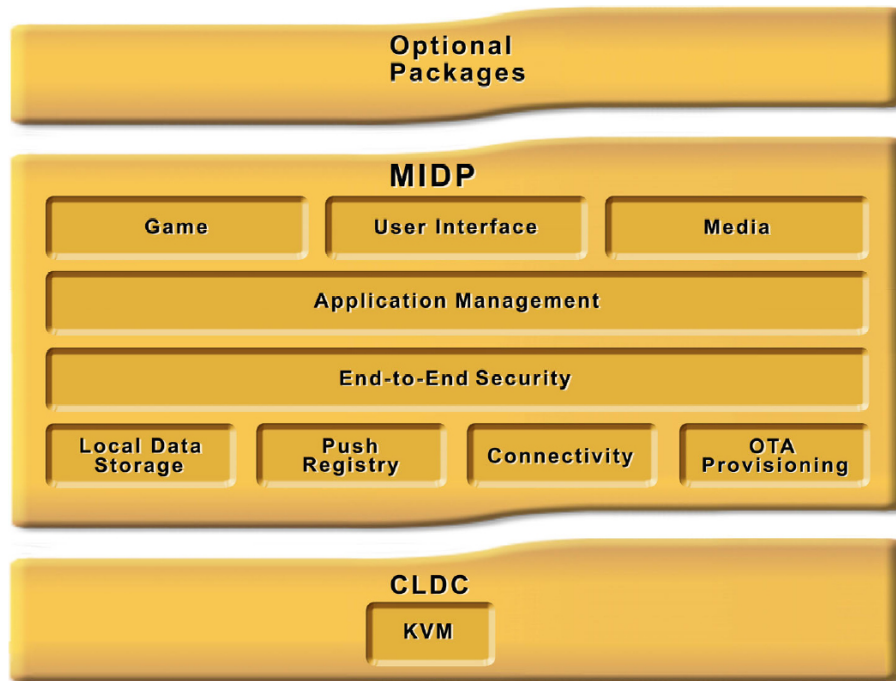 Optional
Packages
MIDP
Game
User Interface
Media
Application Management
End-to-End Security
Local Data
Storage
Push
Registry
Connectivity
OTA
Provisioning
CLDC
KVM